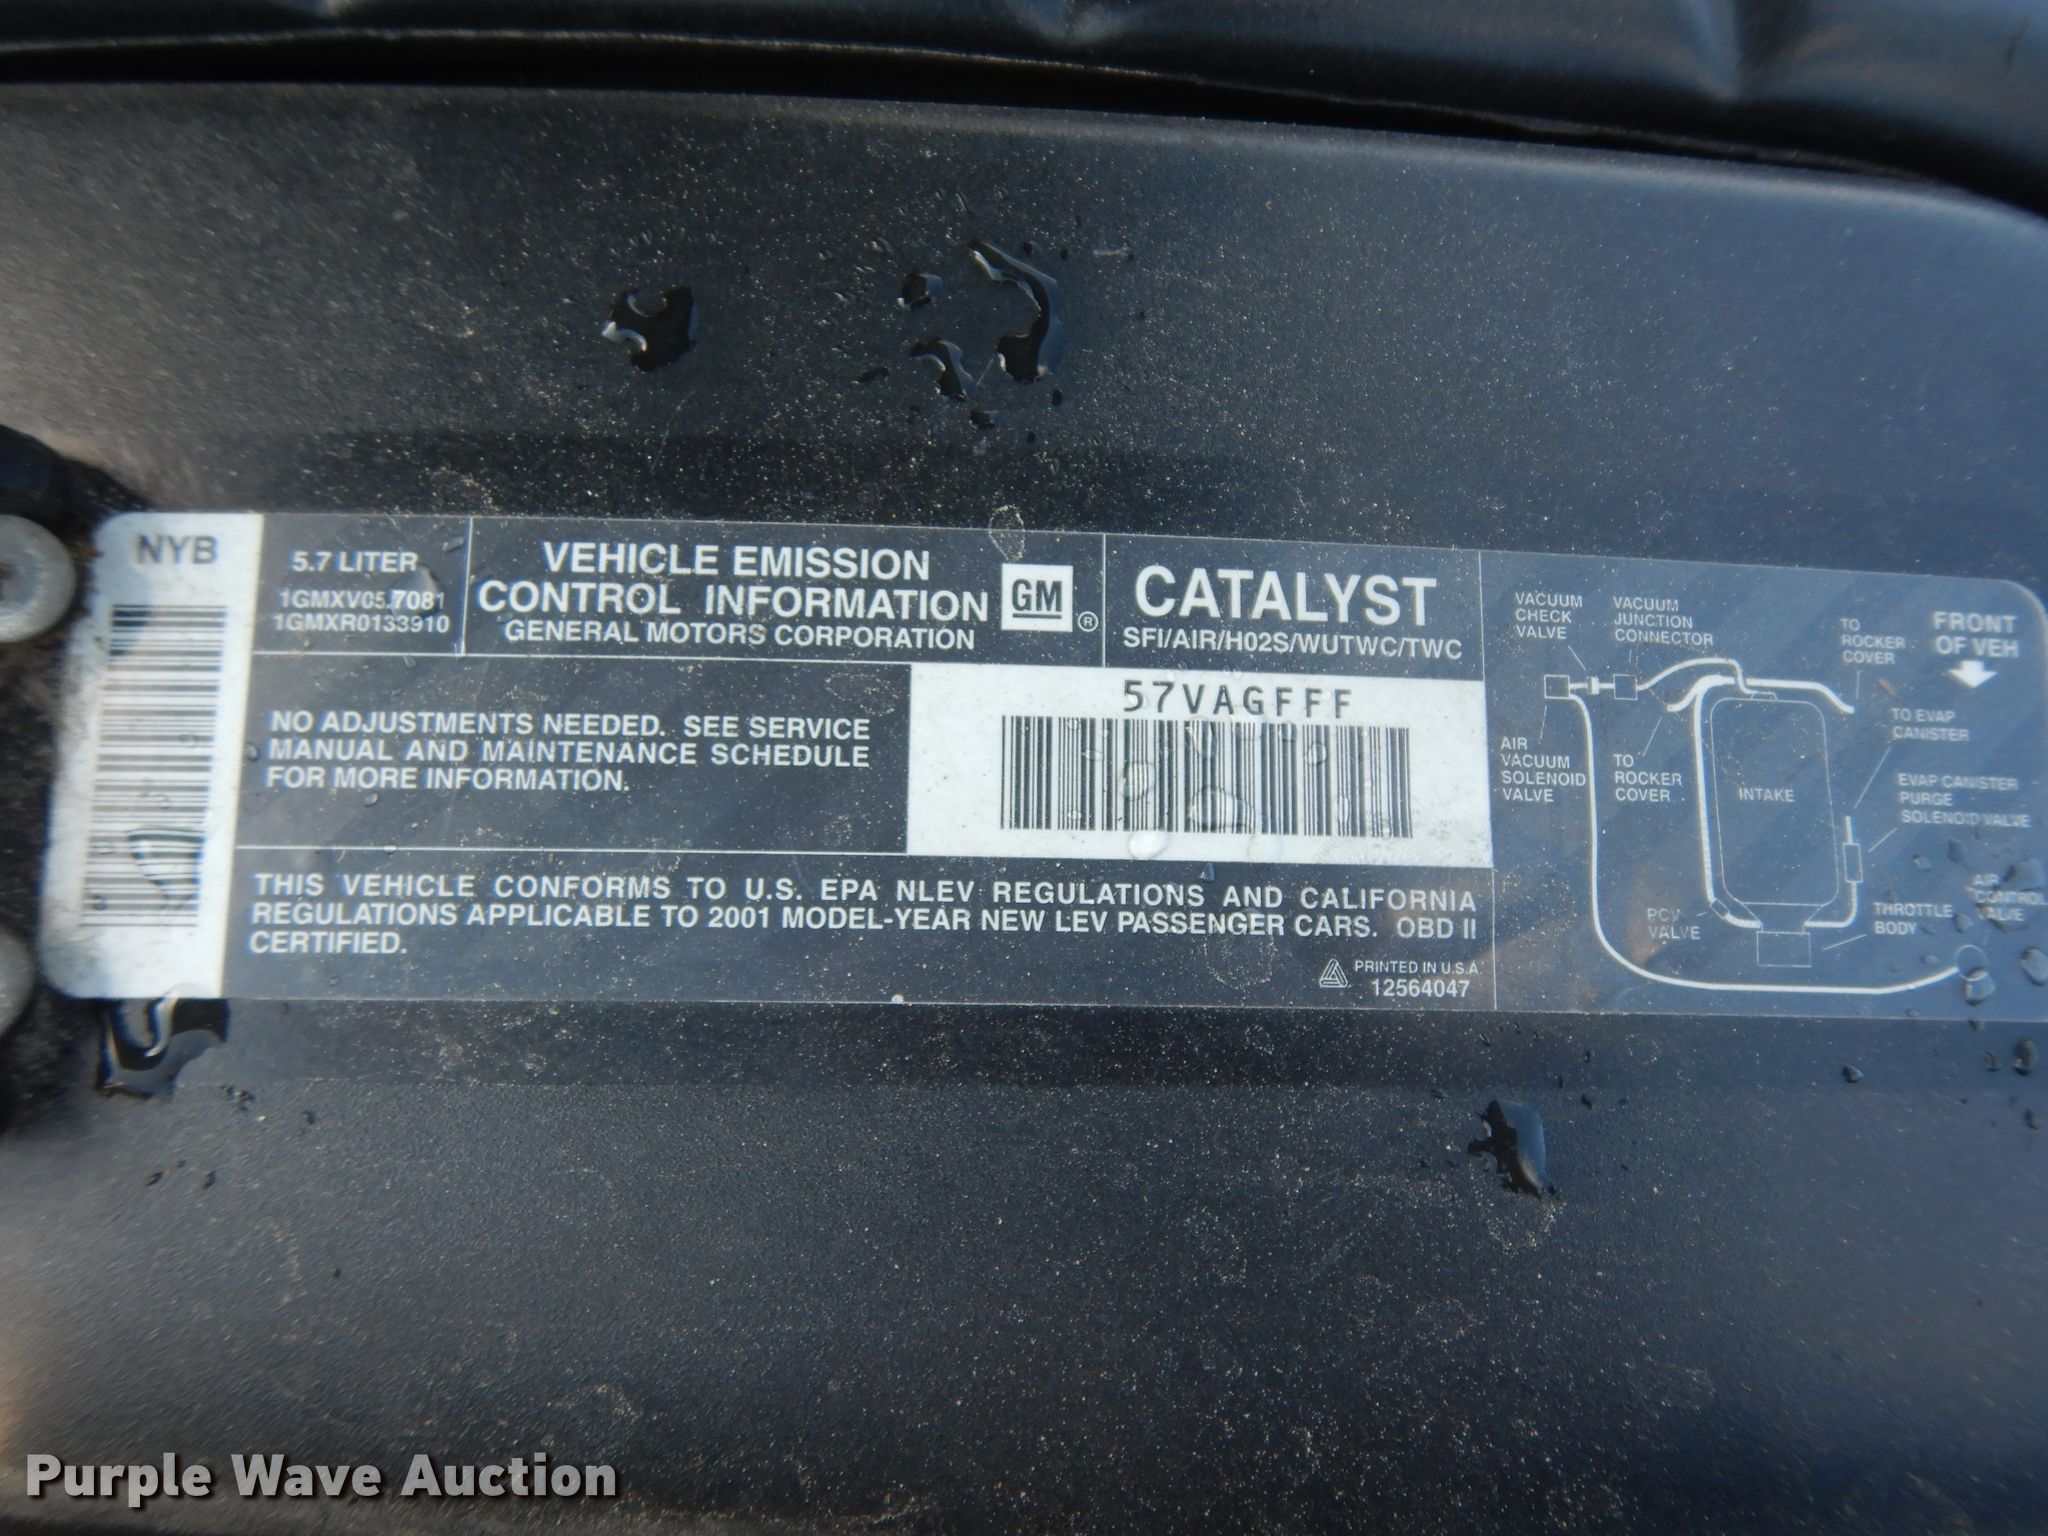 NYB
5.7 LITER
1GMXV05.7081
1GMXR0133910
VEHICLE EMISSION
CONTROL INFORMATION
GENERAL MOTORS CORPORATION
GM ®
CATALYST
SFI/AIR/H02S/WUTWC/TWC
NO ADJUSTMENTS NEEDED. SEE SERVICE
MANUAL AND MAINTENANCE SCHEDULE
FOR MORE INFORMATION.
57VAGFFF
THIS VEHICLE CONFORMS TO U.S. EPA NLEV REGULATIONS AND CALIFORNIA
REGULATIONS APPLICABLE TO 2001 MODEL-YEAR NEW LEV PASSENGER CARS. OBD II
CERTIFIED.
PRINTED IN U.S.A.
12564047
VACUUM
CHECK
VALVE
VACUUM
JUNCTION
CONNECTOR
TO
ROCKER
COVER
FRONT
OF VEH
TO EVAP
CANISTER
AIR
VACUUM
SOLENOID
VALVE
TO
ROCKER
COVER
INTAKE
EVAP CANISTER
PURGE
SOLENOID VALVE
PCV
VALVE
THROTTLE
BODY
AIR
CONTROL
VALVE
Purple Wave Auction